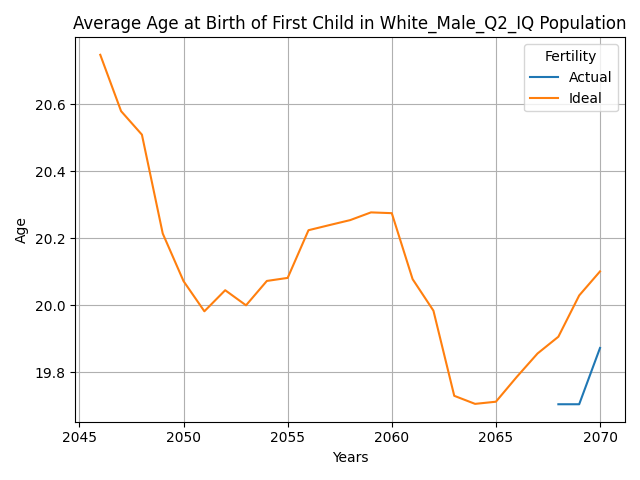 Average Age at Birth of First Child in White_Male_Q2_IQ Population
Fertility
Actual
Ideal
20.6
20.4
20.2
20.0
19.8
Age
2045
2050
2055
2060
2065
2070
Years